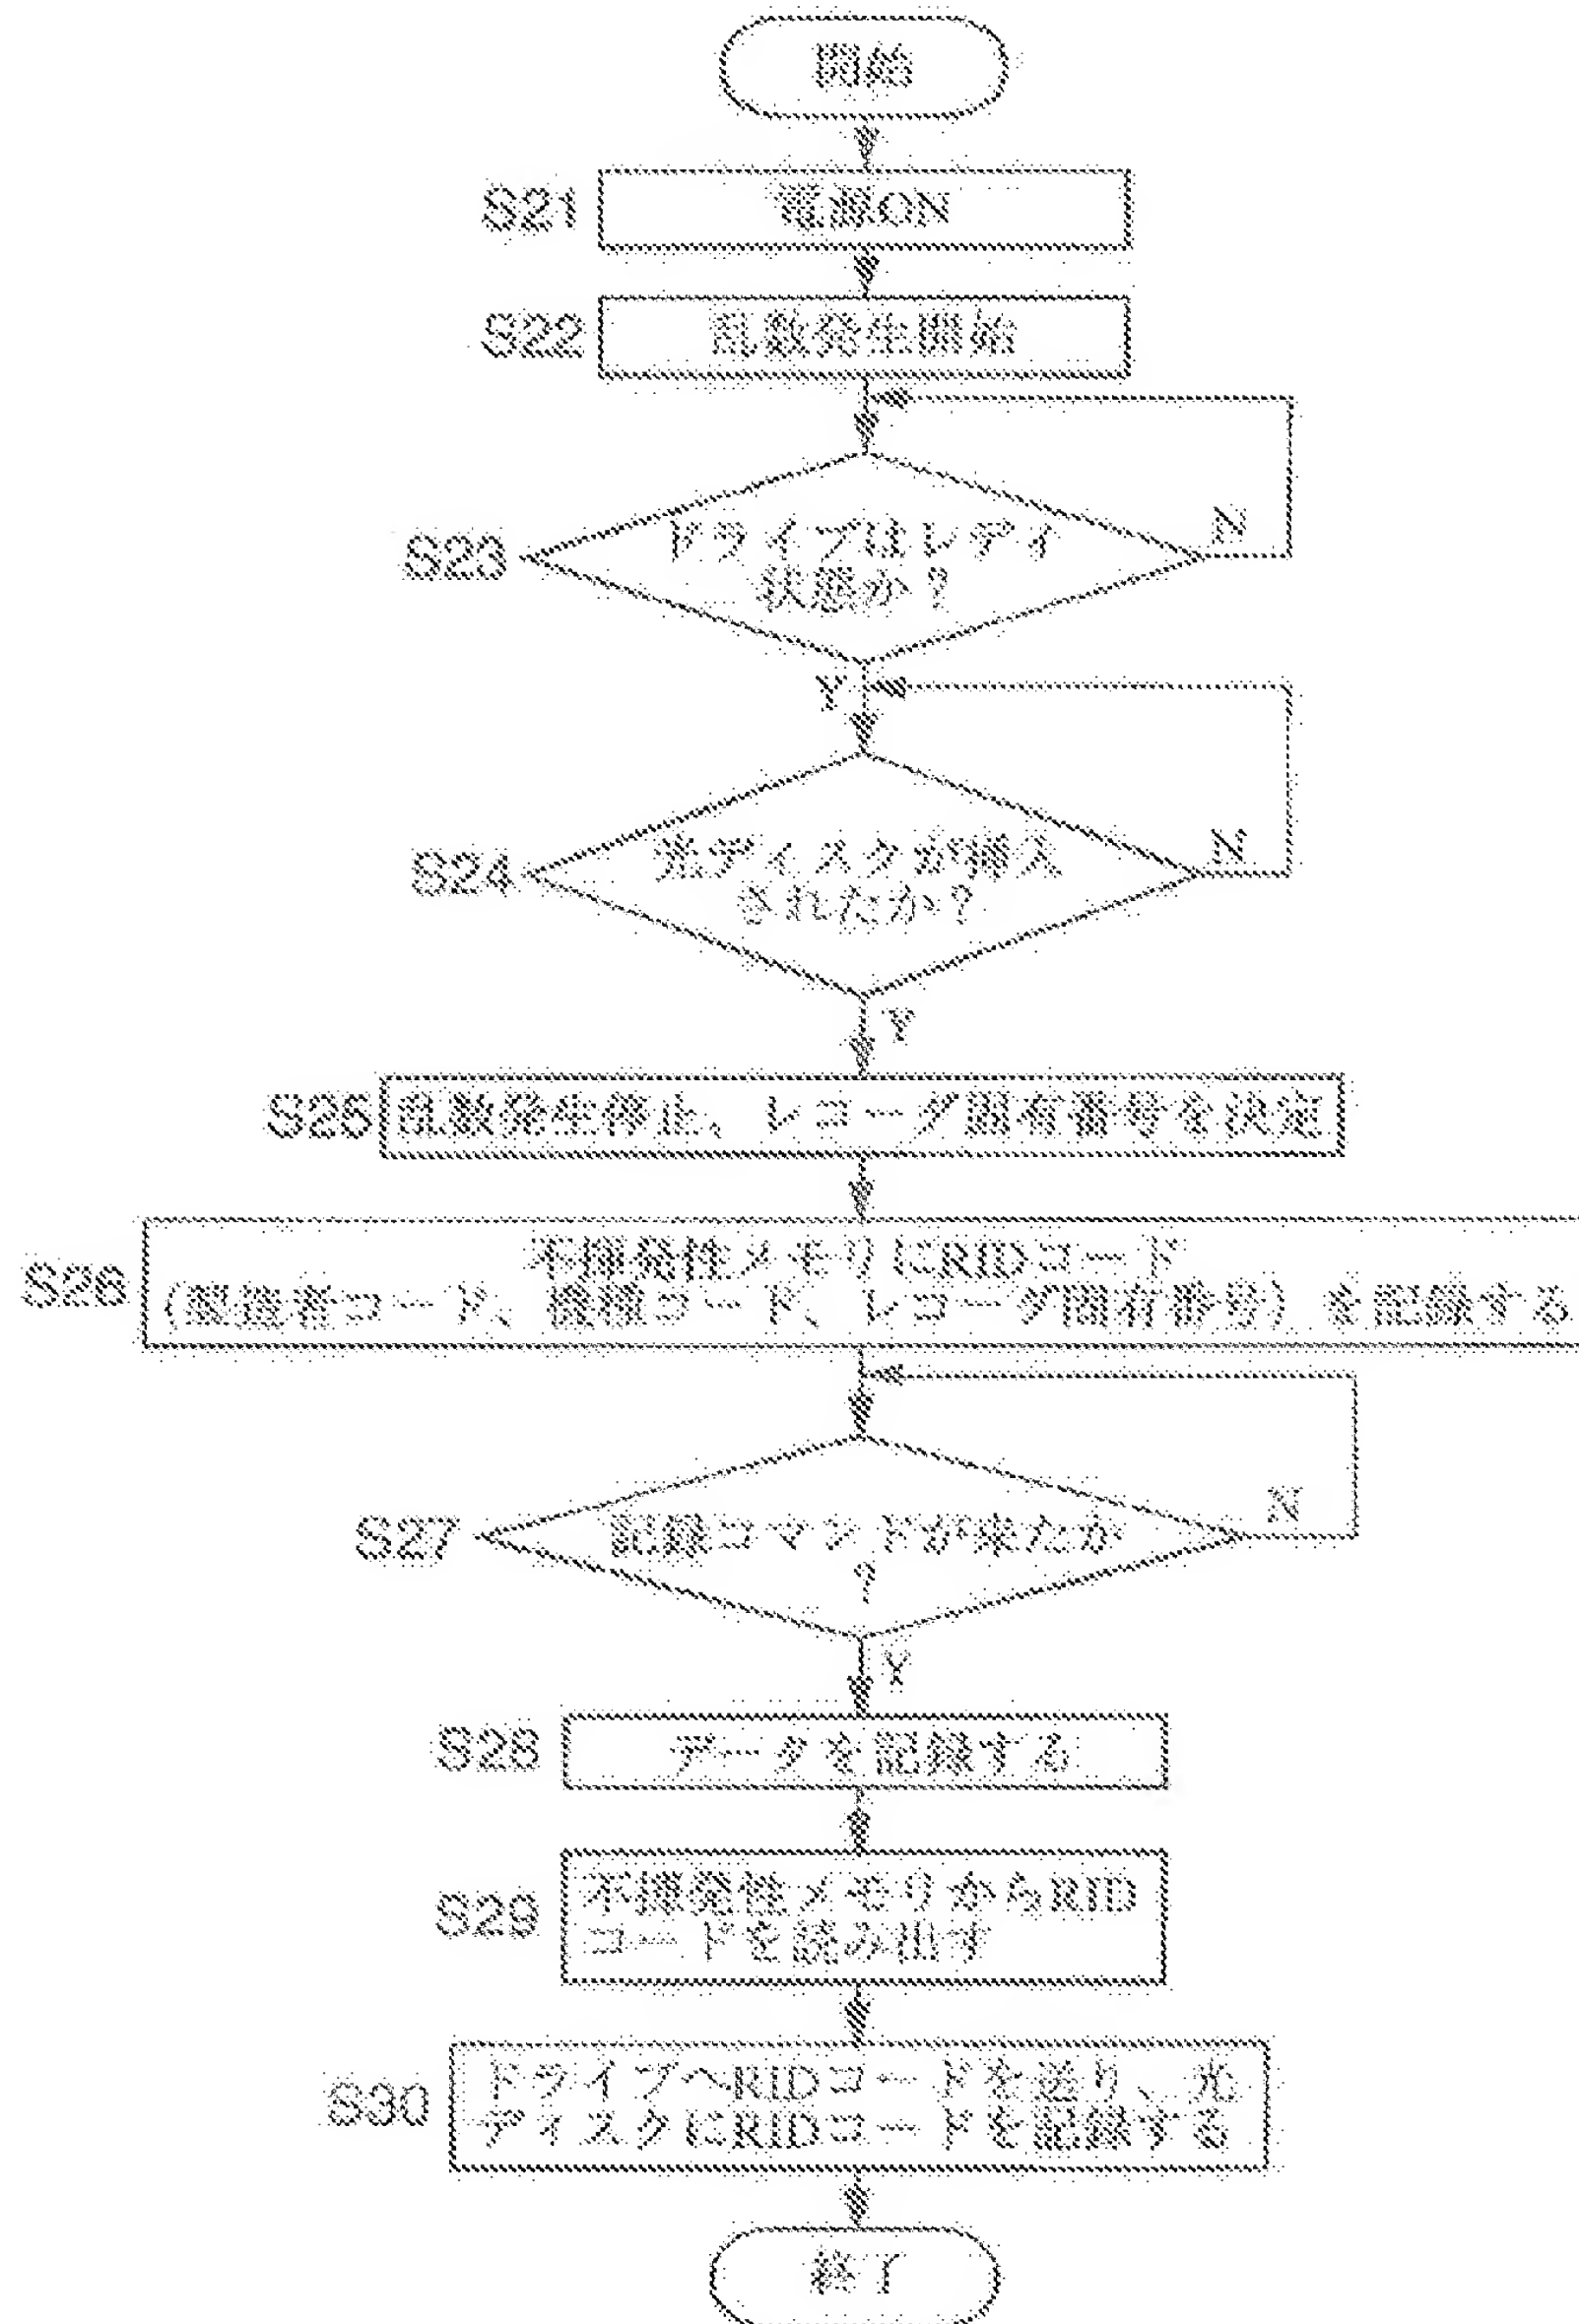 開始
S21
電源ON
S22
乱数発生開始
S23
ドライブはレディ
状態か?
N
Y
S24
光ディスクが挿入
されたか?
N
Y
S25
乱数発生停止、レコーダ固有番号を決定
S26
不揮発性メモリにRIDコード
(製造者コード、機種コード、レコーダ固有番号)を記録する
S27
記録コマンドが来たか
?
N
Y
S28
データを記録する
S29
不揮発性メモリからRID
コードを読み出す
S30
ドライブへRIDコードを送り、光
ディスクにRIDコードを記録する
終了